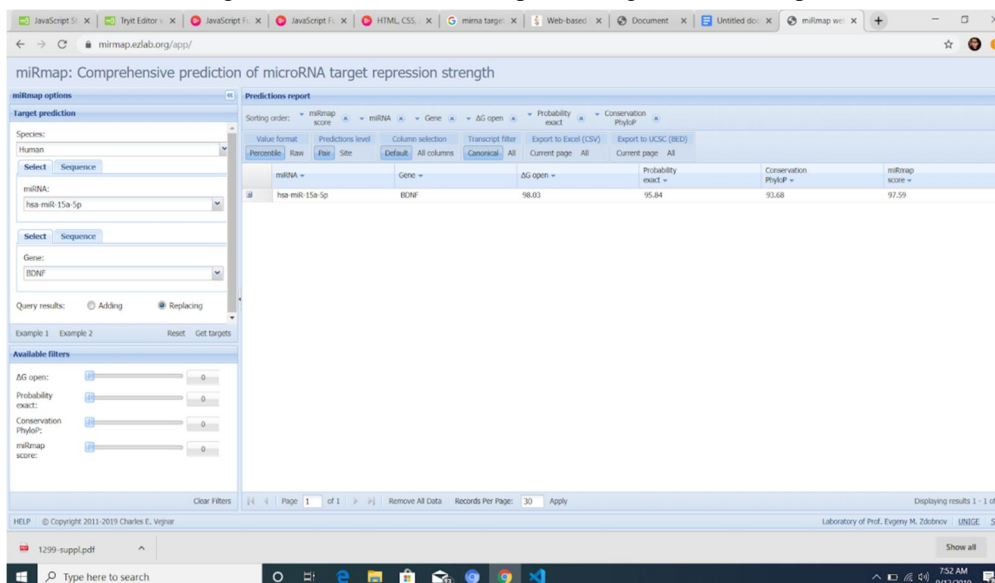 JavaScript St
Tryit Editor v
JavaScript Fu
JavaScript Fu
HTML, CSS,
mirna target
Web-based
Document
Untitled doc
miRmap we
mirmap.ezlab.org/app/
miRmap: Comprehensive prediction of microRNA target repression strength
miRmap options
Predictions report
Target prediction
Sorting order: miRmap score miRNA Gene ΔG open Probability exact Conservation PhyloP
Species:
Human
Value format Predictions level Column selection Transcript filter Export to Excel (CSV) Export to UCSC (BED)
Percentile Raw Pair Site Default All columns Canonical All Current page All Current page All
Select Sequence
miRNA Gene ΔG open Probability exact Conservation PhyloP miRmap score
miRNA:
hsa-miR-15a-5p
hsa-miR-15a-5p BDNF 98.03 95.84 93.68 97.59
Select Sequence
Gene:
BDNF
Query results: Adding Replacing
Example 1 Example 2 Reset Get targets
Available filters
ΔG open: 0
Probability exact: 0
Conservation PhyloP: 0
miRmap score: 0
Clear Filters
Page 1 of 1 Remove All Data Records Per Page: 30 Apply Displaying results 1 - 1 of
HELP © Copyright 2011-2019 Charles E. Vejnar Laboratory of Prof. Evgeny M. Zdobnov UNIGE
1299-suppl.pdf
Show all
Type here to search
7:52 AM